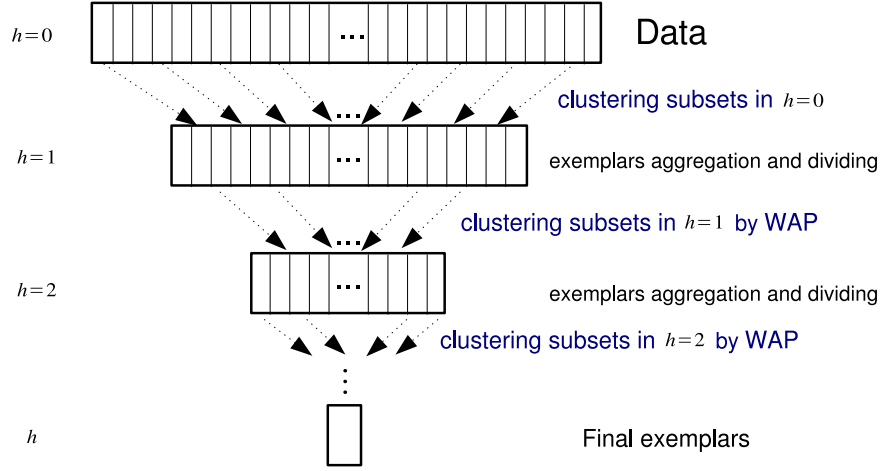 h=0
...
Data
clustering subsets in h=0
...
h=1
...
exemplars aggregation and dividing
clustering subsets in h=1 by WAP
...
h=2
...
exemplars aggregation and dividing
clustering subsets in h=2 by WAP
h
Final exemplars